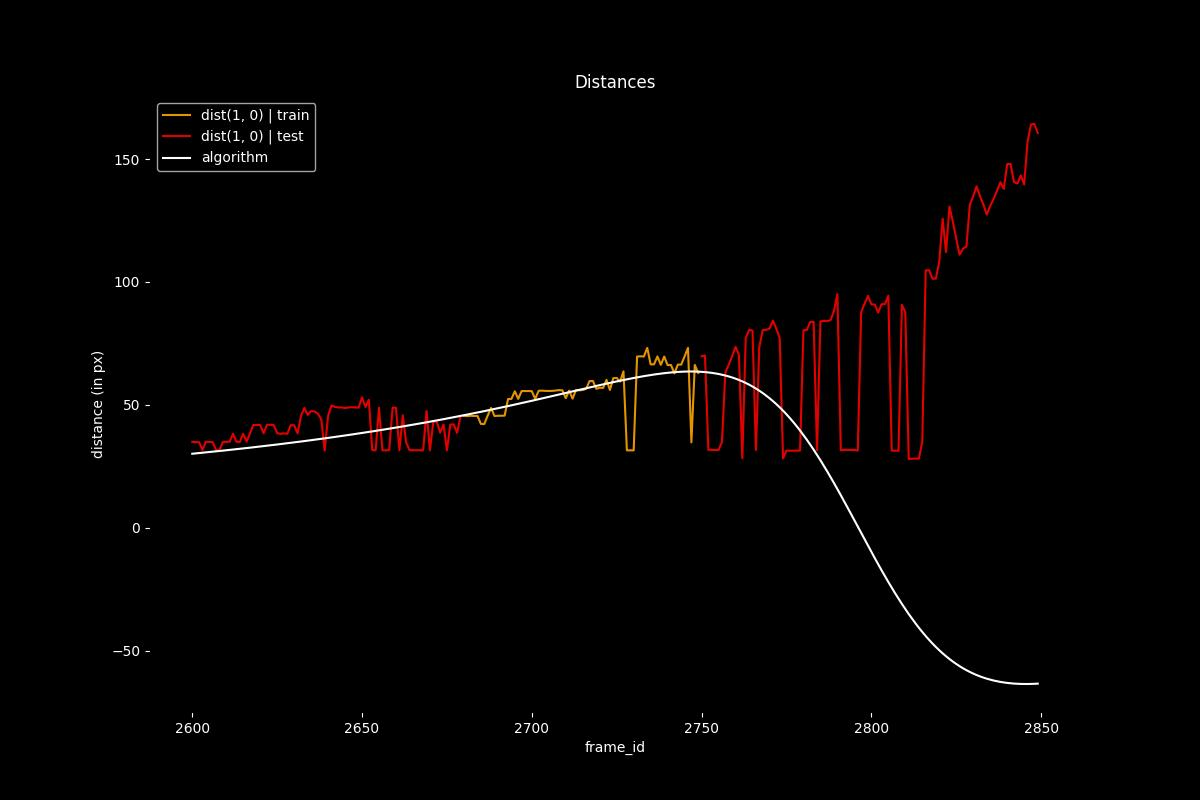 Distances
dist(1, 0) | train
dist(1, 0) | test
algorithm
150
100
50
0
−50
distance (in px)
2600
2650
2700
2750
2800
2850
frame_id